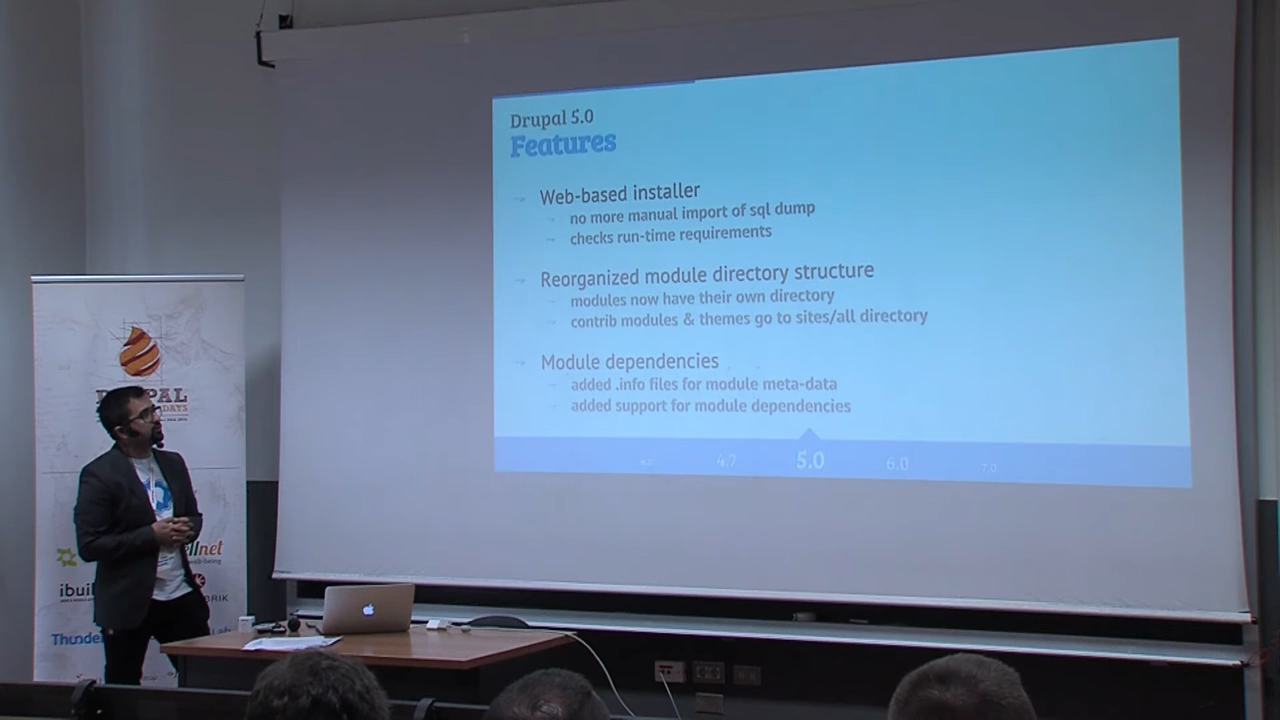 Drupal 5.0
Features
Web-based installer
no more manual import of sql dump
checks run-time requirements
Reorganized module directory structure
modules now have their own directory
contrib modules & themes go to sites/all directory
Module dependencies
added .info files for module meta-data
added support for module dependencies
4.7 5.0 6.0 7.0
DAYS